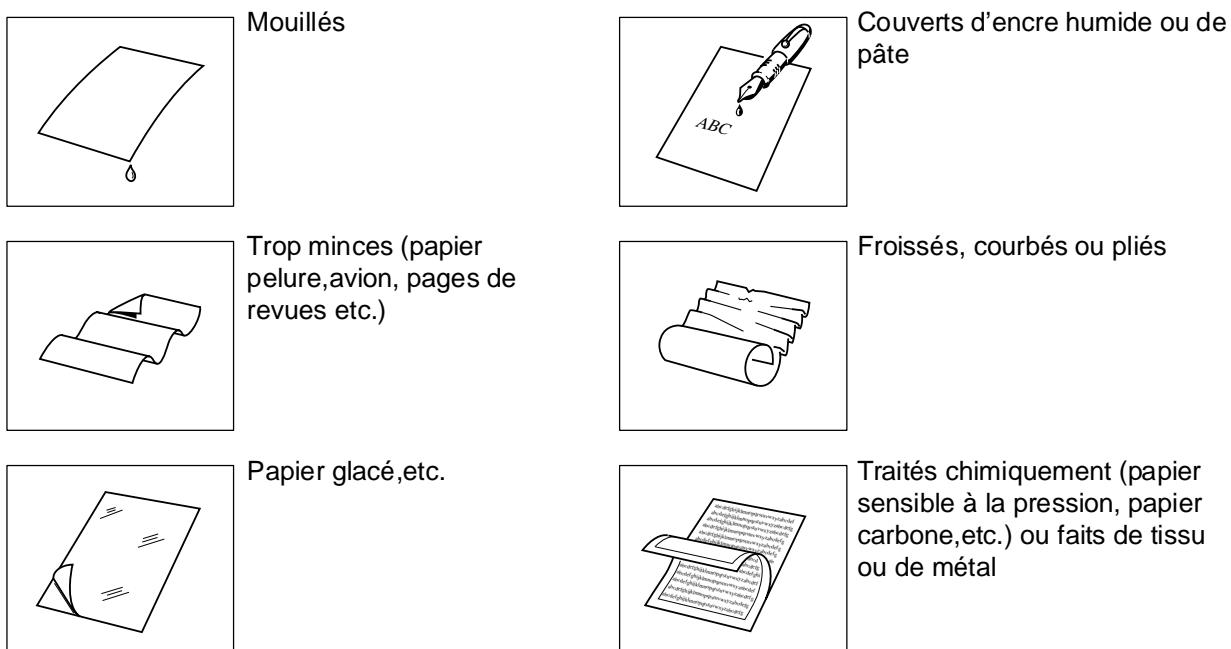 Mouillés
Couverts d’encre humide ou de
pâte
ABC
Trop minces (papier
pelure,avion, pages de
revues etc.)
Froissés, courbés ou pliés
Papier glacé,etc.
Traités chimiquement (papier
sensible à la pression, papier
carbone,etc.) ou faits de tissu
ou de métal